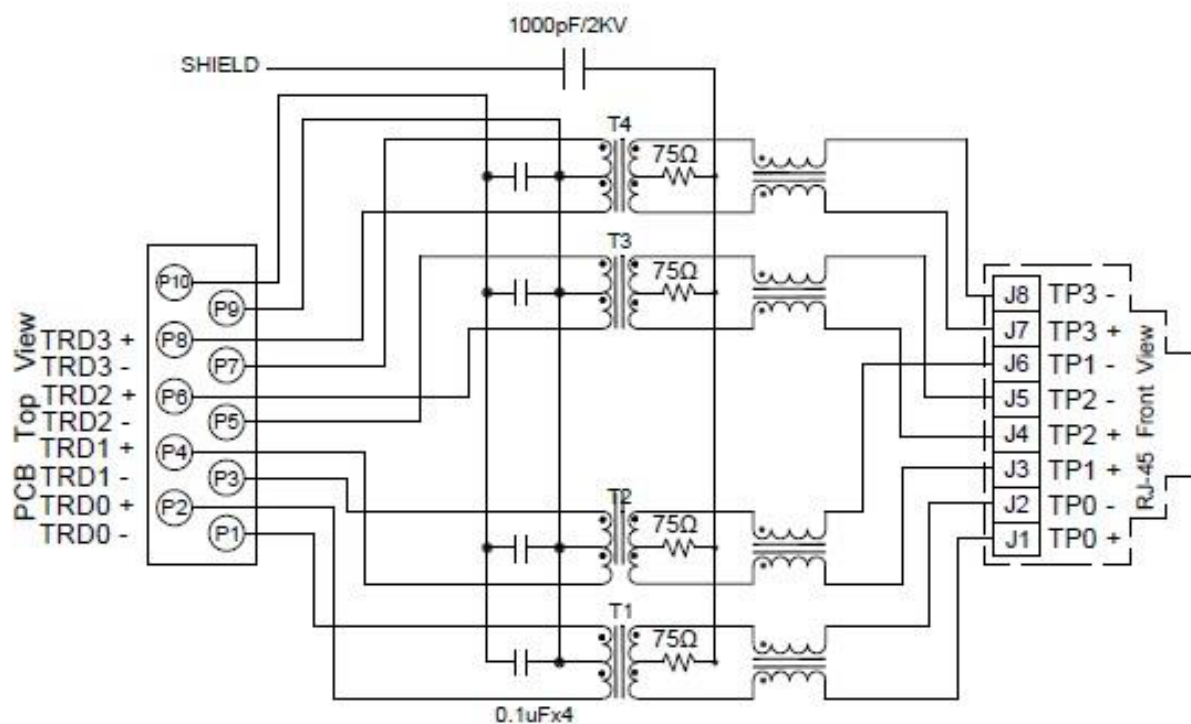 1000pF/2KV
SHIELD
T4
75Ω
T3
75Ω
T2
75Ω
T1
75Ω
0.1uFx4
PCB Top View
P10
P9
TRD3 + P8
TRD3 - P7
TRD2 + P6
TRD2 - P5
TRD1 + P4
TRD1 - P3
TRD0 + P2
TRD0 - P1
J8 TP3 -
J7 TP3 +
J6 TP1 -
J5 TP2 -
J4 TP2 +
J3 TP1 +
J2 TP0 -
J1 TP0 +
RJ-45 Front View